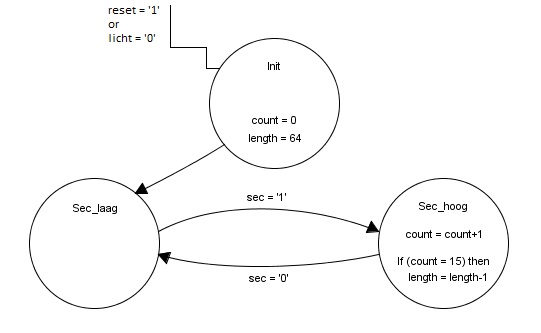 reset = '1'
or
licht = '0'
Init
count = 0
length = 64
Sec_laag
sec = '1'
Sec_hoog
count = count+1
If (count = 15) then
length = length-1
sec = '0'